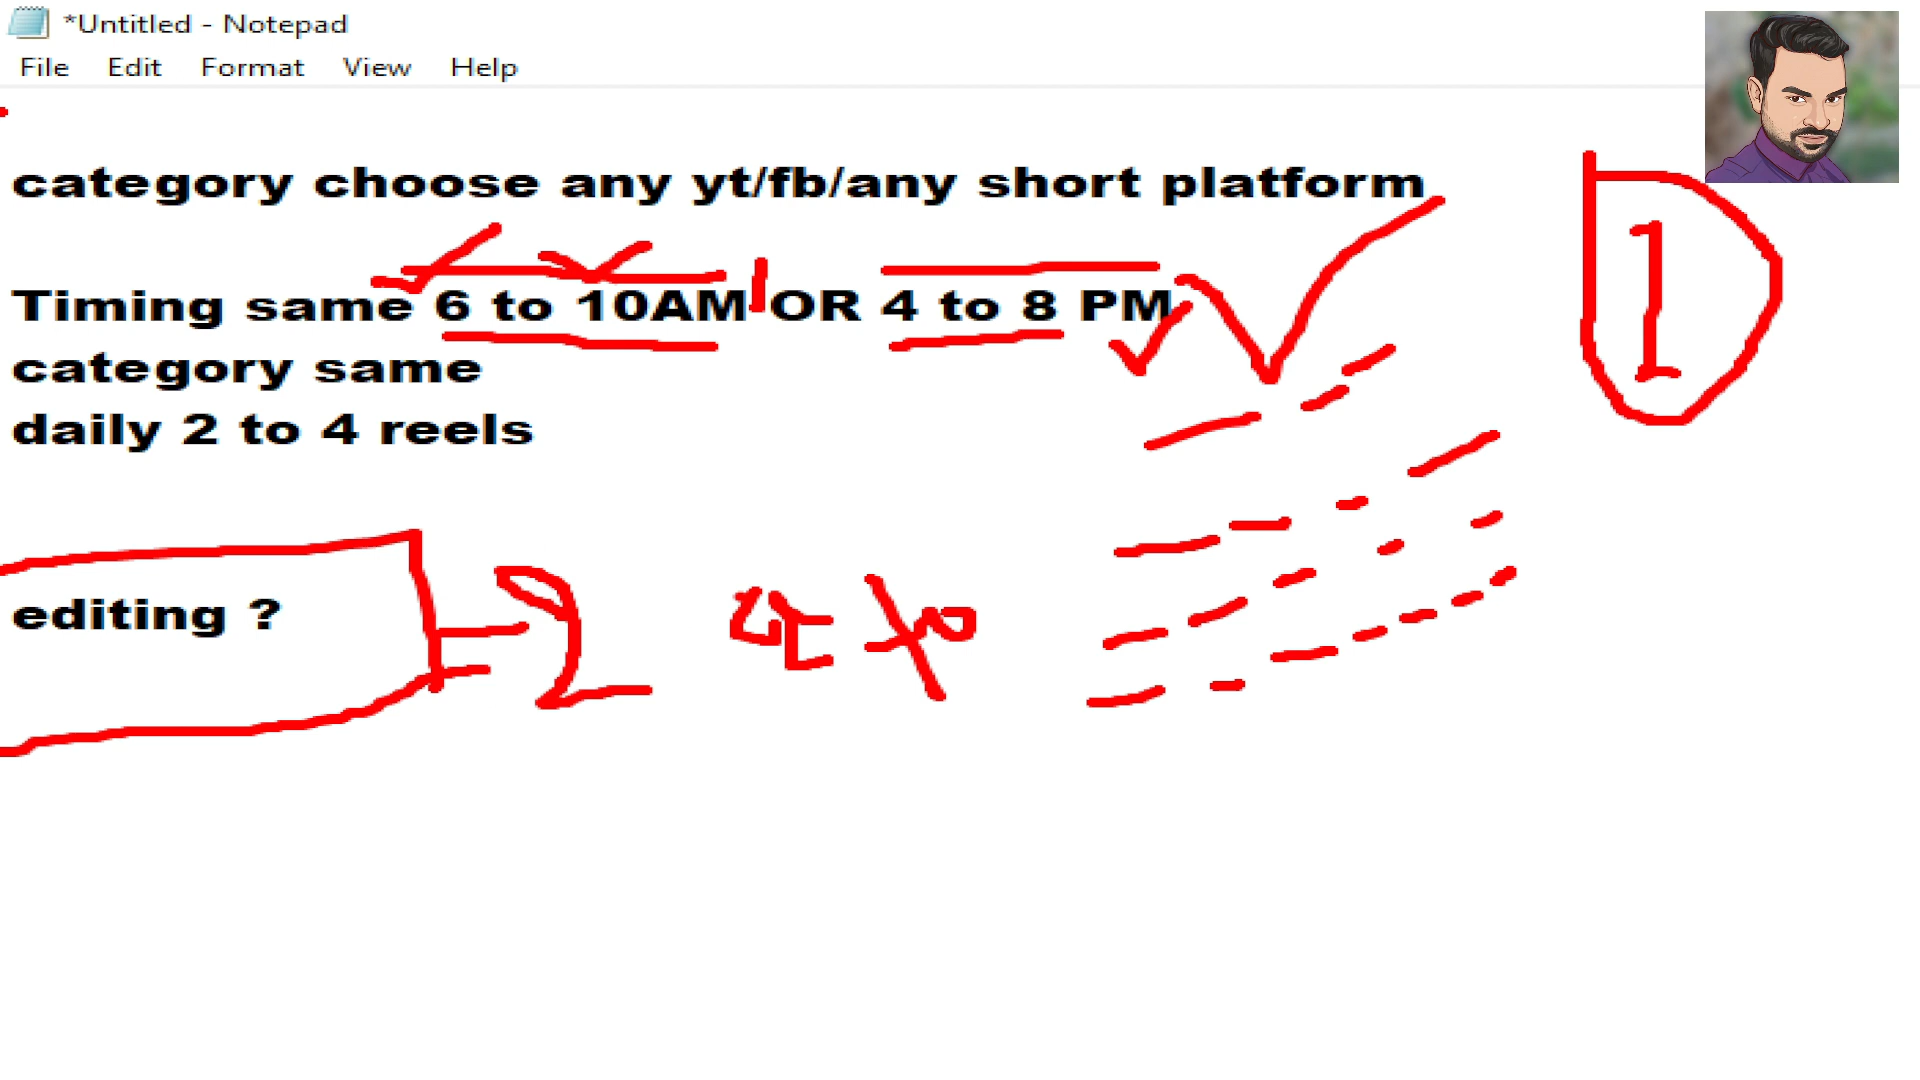 *Untitled - Notepad
File Edit Format View Help
category choose any yt/fb/any short platform
1
Timing same 6 to 10AM OR 4 to 8 PM
category same
daily 2 to 4 reels
editing ? 2